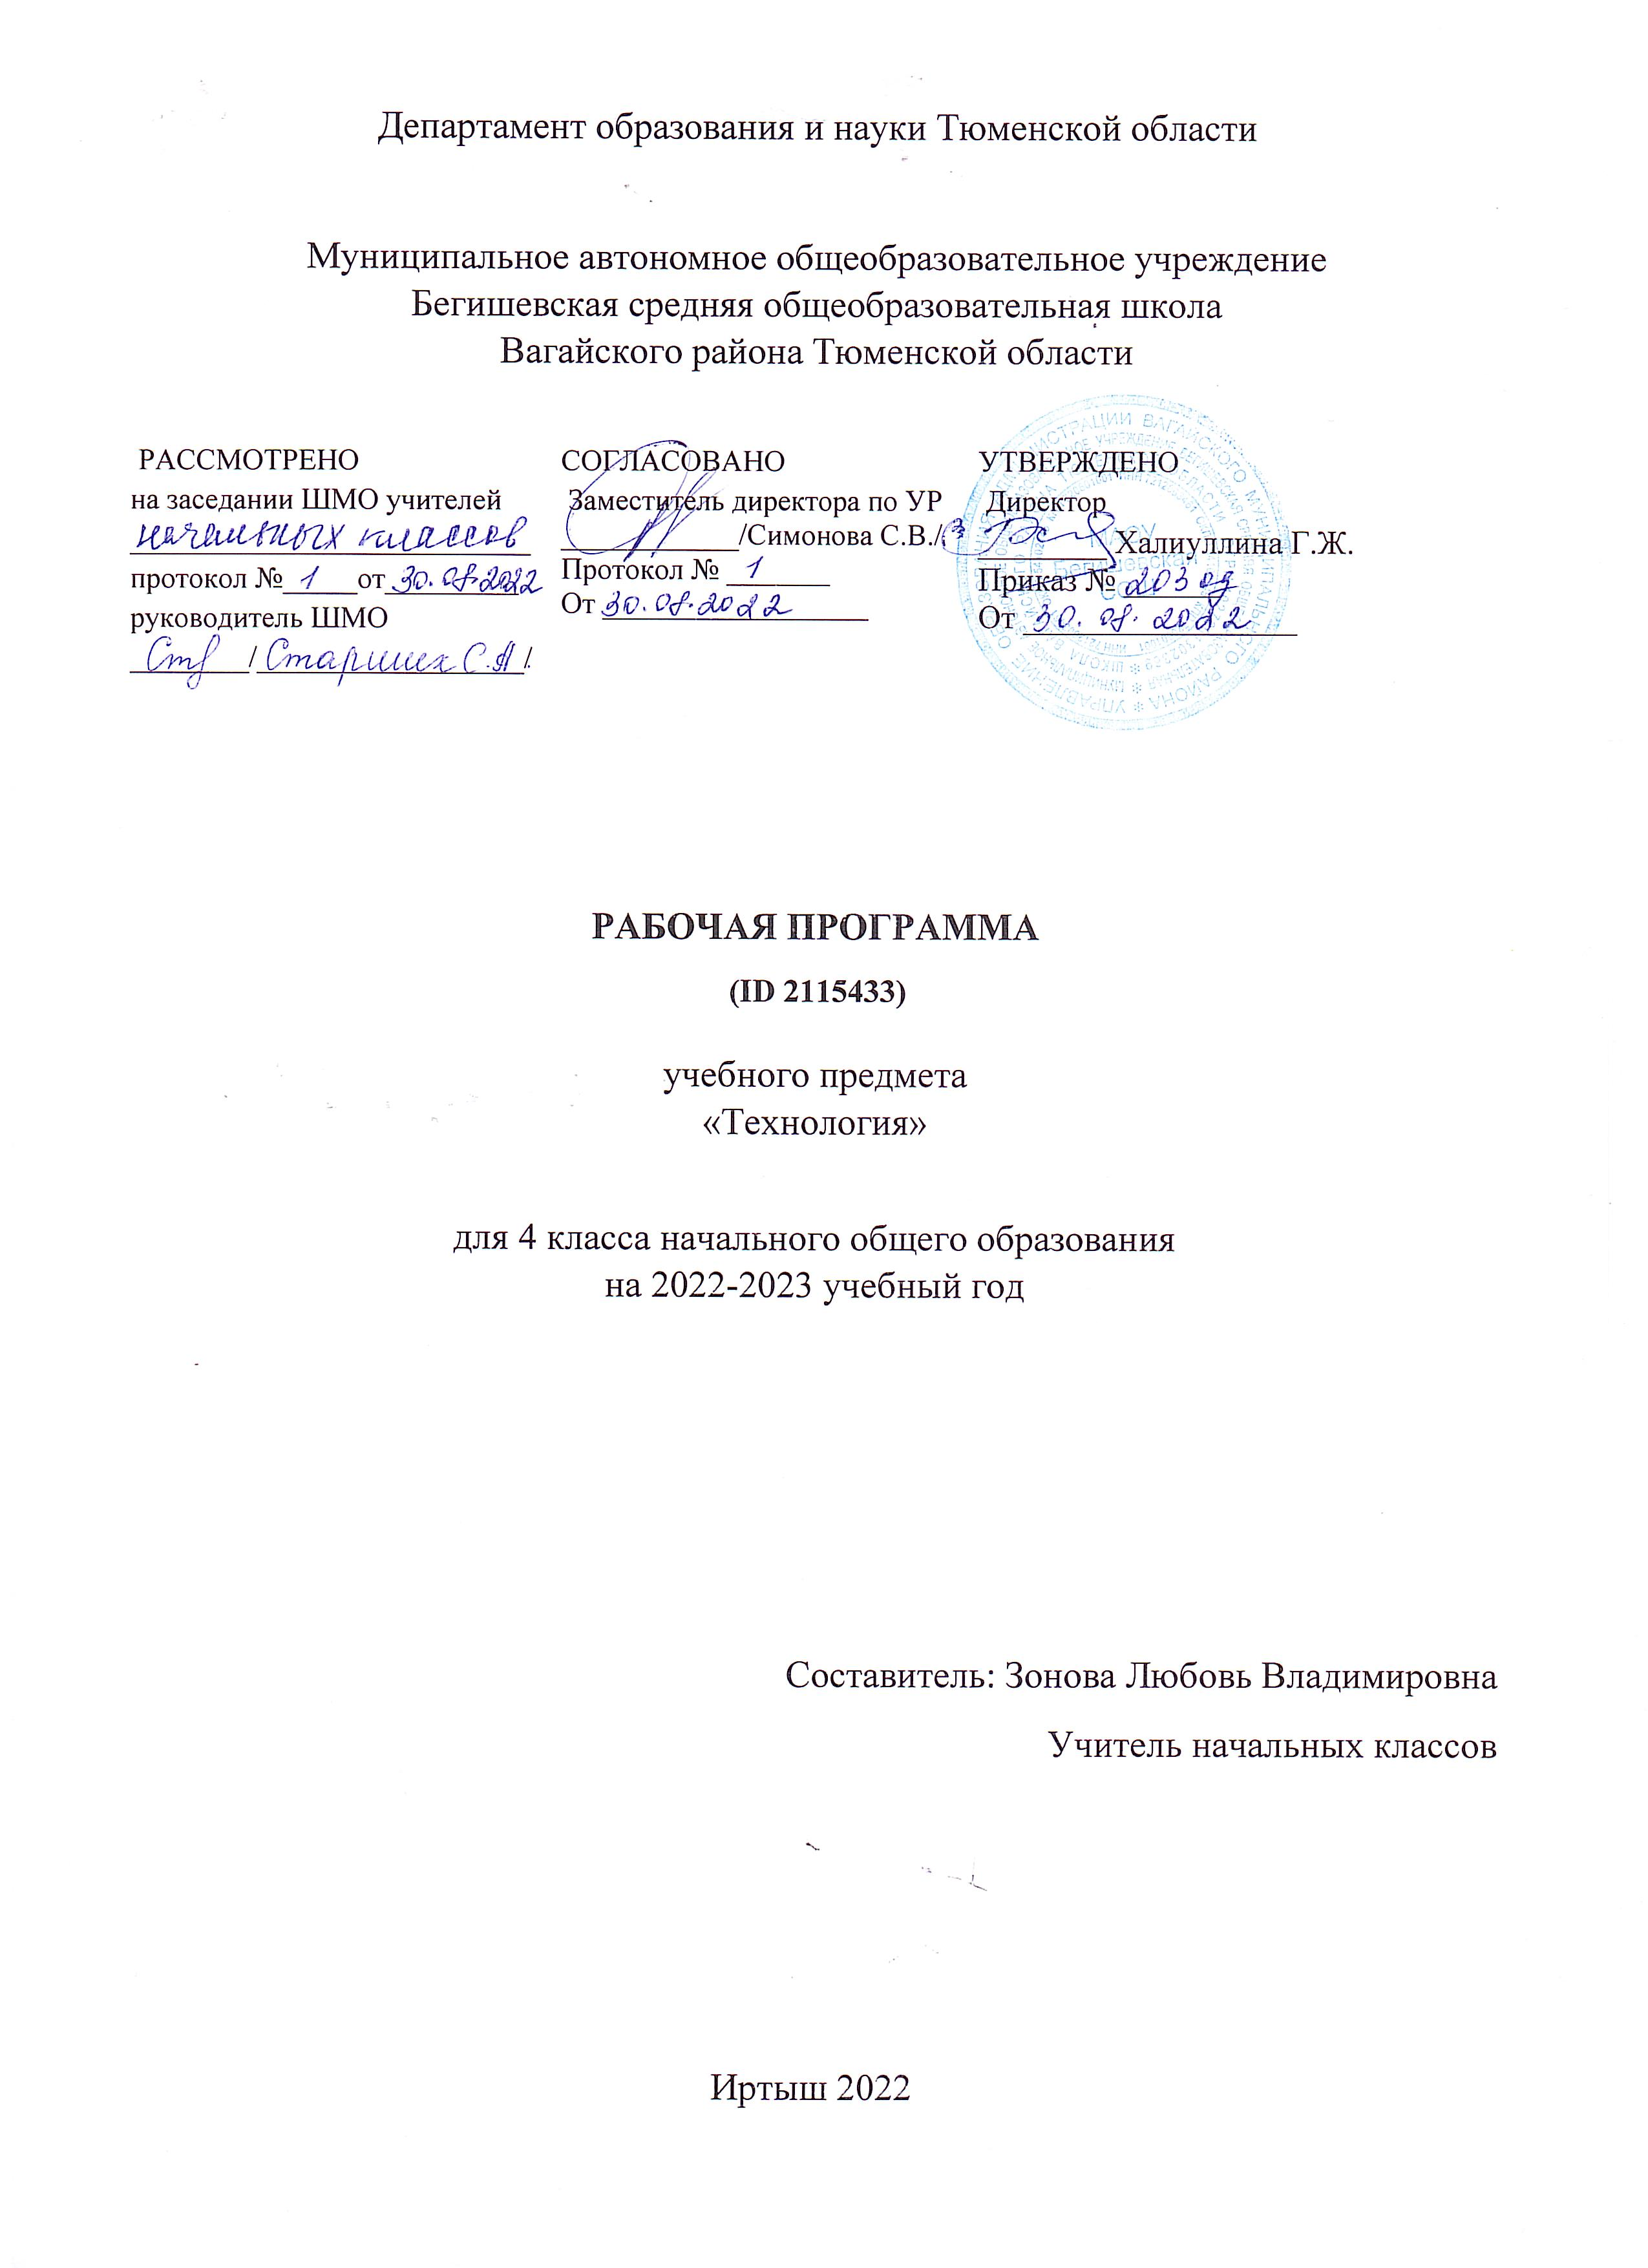 Департамент образования и науки Тюменской области
Муниципальное автономное общеобразовательное учреждение
Бегишевская средняя общеобразовательная школа
Вагайского района Тюменской области
РАССМОТРЕНО
на заседании ШМО учителей
начальных классов
протокол № 1 от 30.08.2022
руководитель ШМО
/ Старших С.А /.
СОГЛАСОВАНО
Заместитель директора по УР
/Симонова С.В./
Протокол № 1
От 30.08.2022
УТВЕРЖДЕНО
Директор
Халиуллина Г.Ж.
Приказ № 203 од
От 30.08.2022
РАБОЧАЯ ПРОГРАММА
(ID 2115433)
учебного предмета
«Технология»
для 4 класса начального общего образования
на 2022-2023 учебный год
Составитель: Зонова Любовь Владимировна
Учитель начальных классов
Иртыш 2022